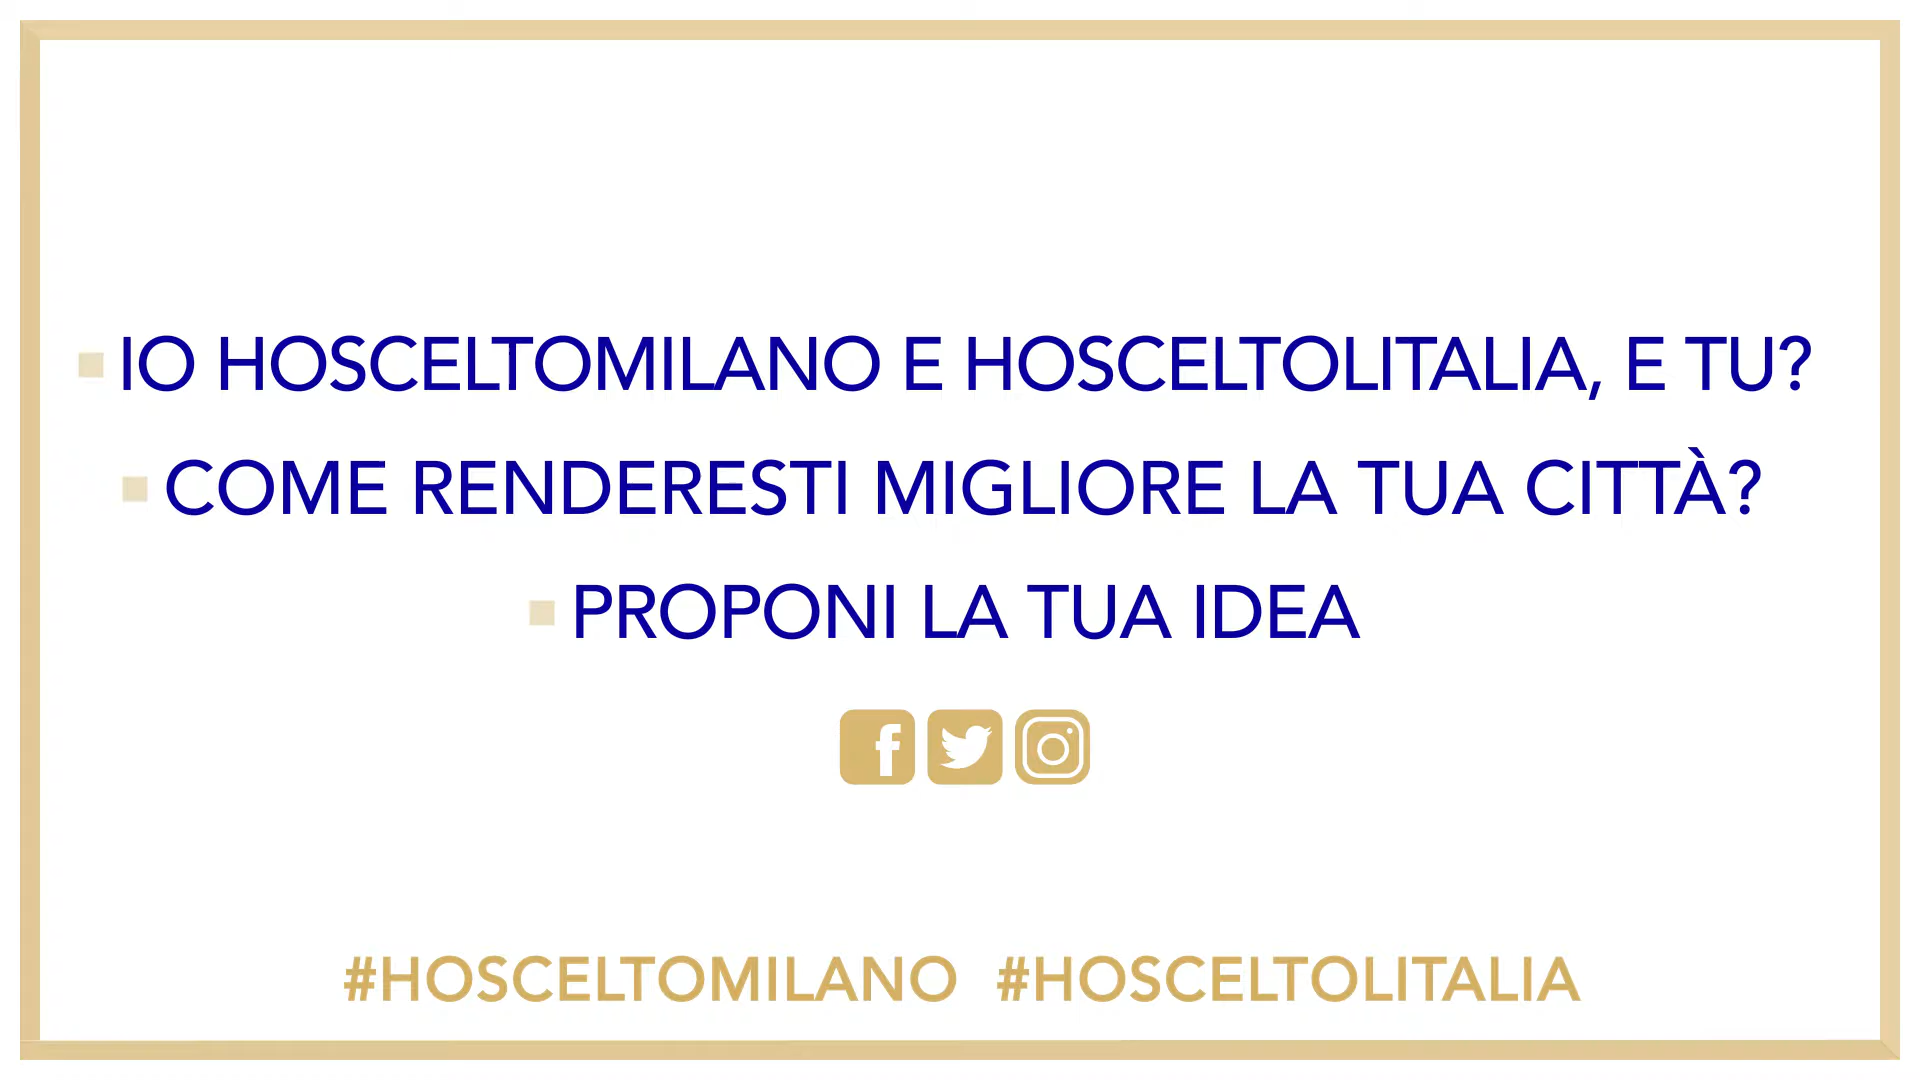 IO HOSCELTOMILANO E HOSCELTOLITALIA, E TU?
COME RENDERESTI MIGLIORE LA TUA CITTÀ?
PROPONI LA TUA IDEA
#HOSCELTOMILANO #HOSCELTOLITALIA